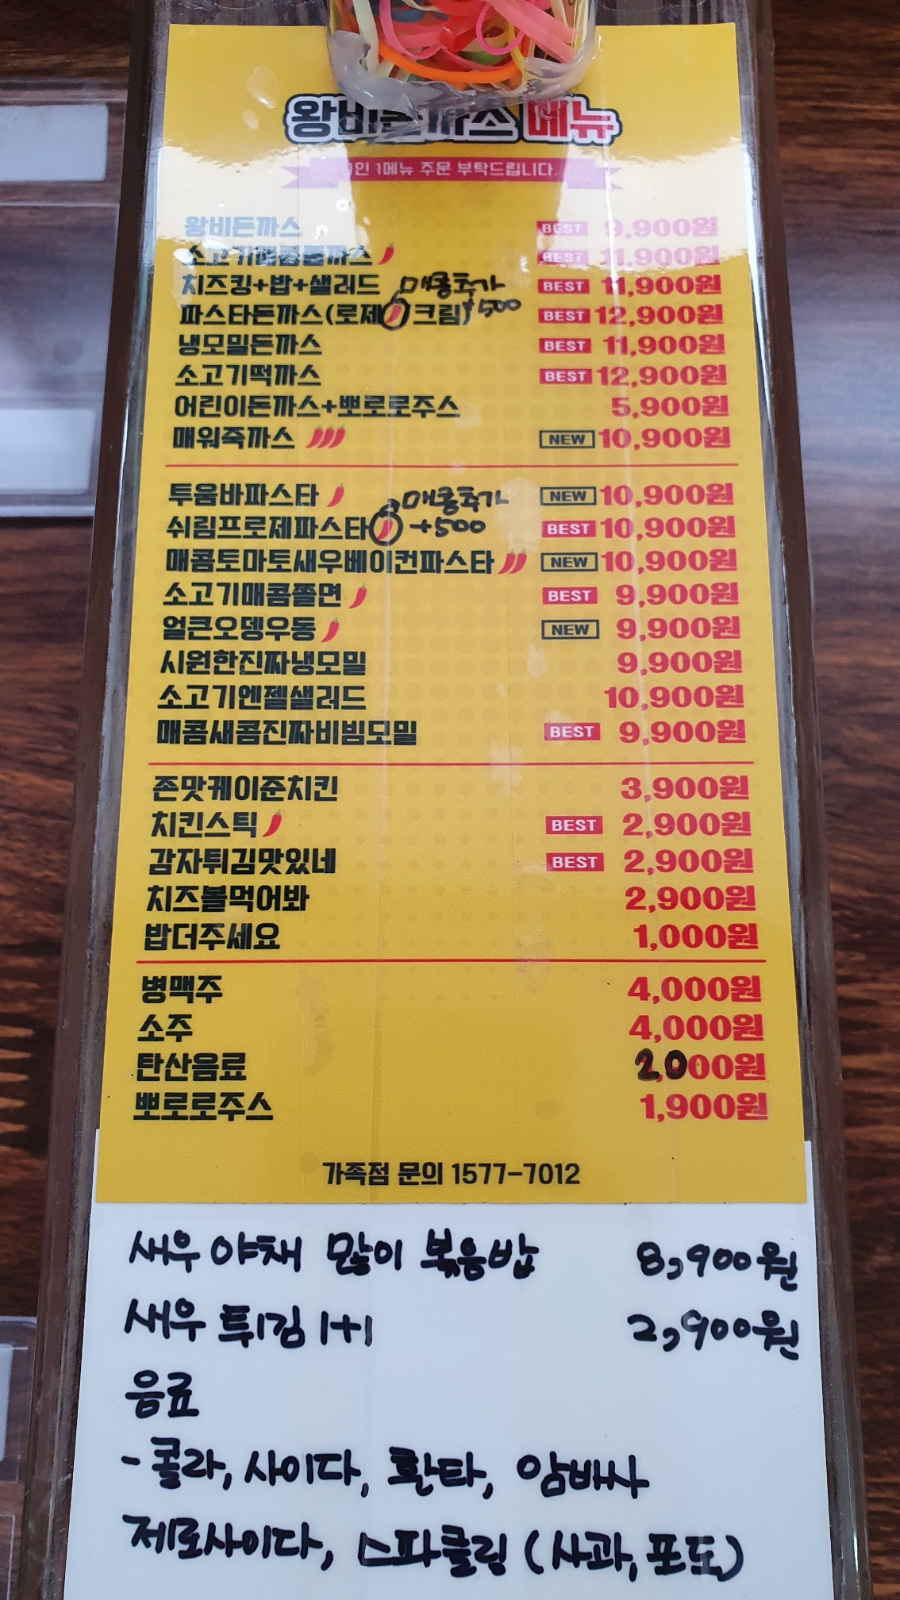 왕비돈까스 메뉴
1인 1메뉴 주문 부탁드립니다.
왕비돈까스 BEST 9,900원
소고기매콤쫄까스 BEST 11,900원
치즈킹+밥+샐러드 매콤추가 BEST 11,900원
파스타돈까스(로제 크림) +500 BEST 12,900원
냉모밀돈까스 BEST 11,900원
소고기떡까스 BEST 12,900원
어린이돈까스+뽀로로주스 5,900원
매워죽까스 NEW 10,900원
투움바파스타 매콤추가 NEW 10,900원
쉬림프로제파스타 +500 BEST 10,900원
매콤토마토새우베이컨파스타 NEW 10,900원
소고기매콤쫄면 BEST 9,900원
얼큰오뎅우동 NEW 9,900원
시원한진짜냉모밀 9,900원
소고기엔젤샐러드 10,900원
매콤새콤진짜비빔모밀 BEST 9,900원
존맛케이준치킨 3,900원
치킨스틱 BEST 2,900원
감자튀김맛있네 BEST 2,900원
치즈볼먹어봐 2,900원
밥더주세요 1,000원
병맥주 4,000원
소주 4,000원
탄산음료 2,000원
뽀로로주스 1,900원
가족점 문의 1577-7012
새우 야채 많이 볶음밥 8,900원
새우 튀김 1+1 2,900원
음료
- 콜라, 사이다, 환타, 암바사
제로사이다, 스파클링 (사과, 포도)